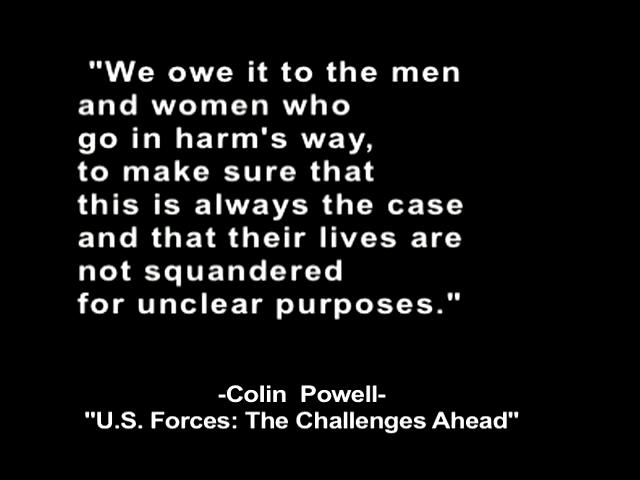 "We owe it to the men
and women who
go in harm's way,
to make sure that
this is always the case
and that their lives are
not squandered
for unclear purposes."
-Colin Powell-
"U.S. Forces: The Challenges Ahead"